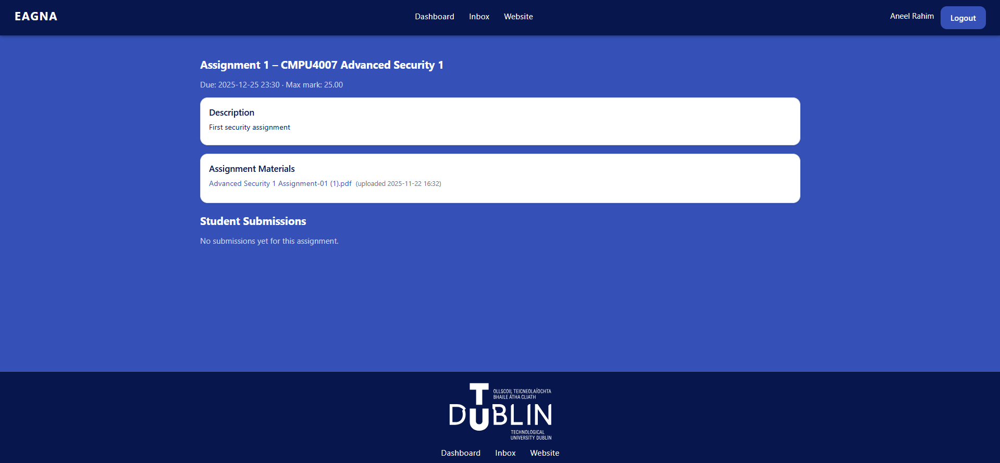 EAGNA
Dashboard Inbox Website
Aneel Rahim Logout
Assignment 1 – CMPU4007 Advanced Security 1
Due: 2025-12-25 23:30 · Max mark: 25.00
Description
First security assignment
Assignment Materials
Advanced Security 1 Assignment-01 (1).pdf (uploaded 2025-11-22 16:32)
Student Submissions
No submissions yet for this assignment.
OLLSCOIL TEICNEOLAÍOCHTA
BHAILE ÁTHA CLIATH
TU DUBLIN
TECHNOLOGICAL
UNIVERSITY DUBLIN
Dashboard Inbox Website